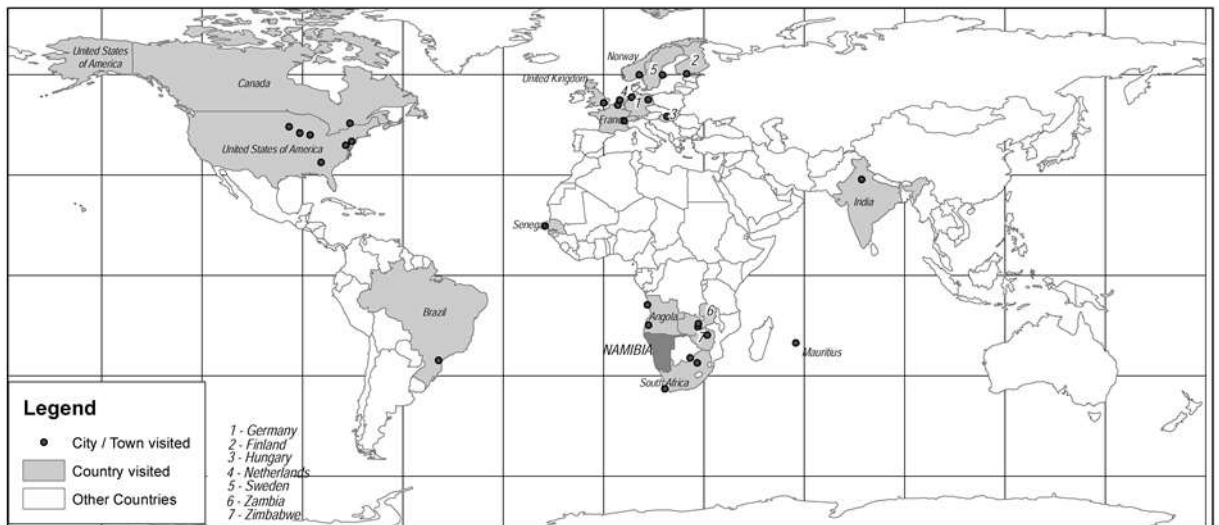 United States
of America
Canada
United States of America
Norway
5
2
United Kingdom
4
1
3
France
India
Senegal
Brazil
Angola
6
7
NAMIBIA
Mauritius
South Africa
Legend
City / Town visited
Country visited
Other Countries
1 - Germany
2 - Finland
3 - Hungary
4 - Netherlands
5 - Sweden
6 - Zambia
7 - Zimbabwe